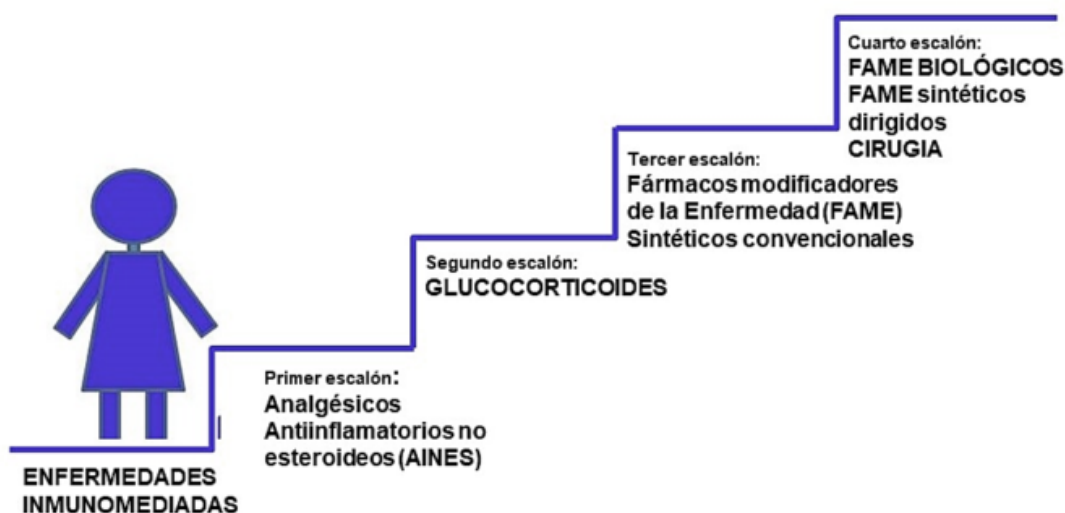 Cuarto escalón:
FAME BIOLÓGICOS
FAME sintéticos
dirigidos
CIRUGIA
Tercer escalón:
Fármacos modificadores
de la Enfermedad (FAME)
Sintéticos convencionales
Segundo escalón:
GLUCOCORTICOIDES
Primer escalón:
Analgésicos
Antiinflamatorios no
esteroideos (AINES)
ENFERMEDADES
INMUNOMEDIADAS